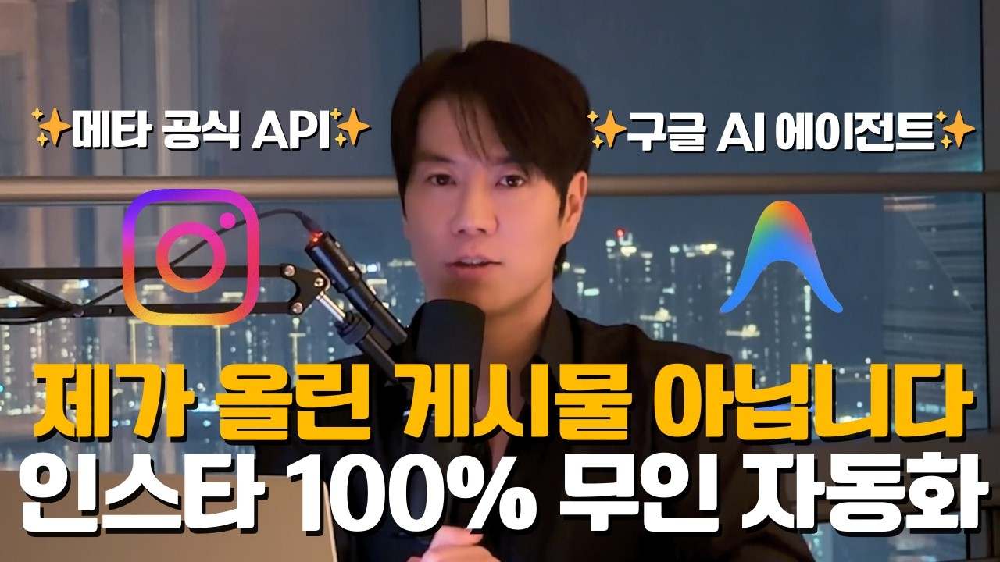 ✨메타 공식 API✨
✨구글 AI 에이전트✨
제가 올린 게시물 아닙니다
인스타 100% 무인 자동화